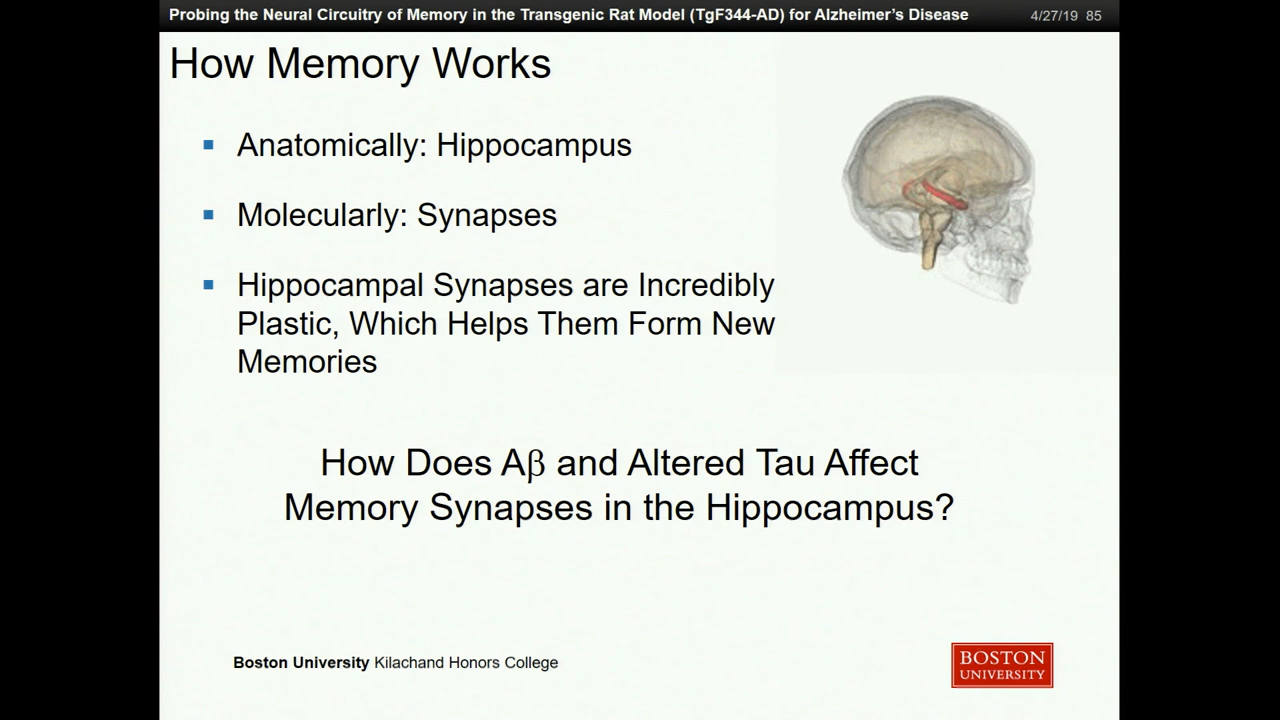 Probing the Neural Circuitry of Memory in the Transgenic Rat Model (TgF344-AD) for Alzheimer’s Disease 4/27/19 85
How Memory Works
Anatomically: Hippocampus
Molecularly: Synapses
Hippocampal Synapses are Incredibly
Plastic, Which Helps Them Form New
Memories
How Does Aβ and Altered Tau Affect
Memory Synapses in the Hippocampus?
Boston University Kilachand Honors College
BOSTON
UNIVERSITY